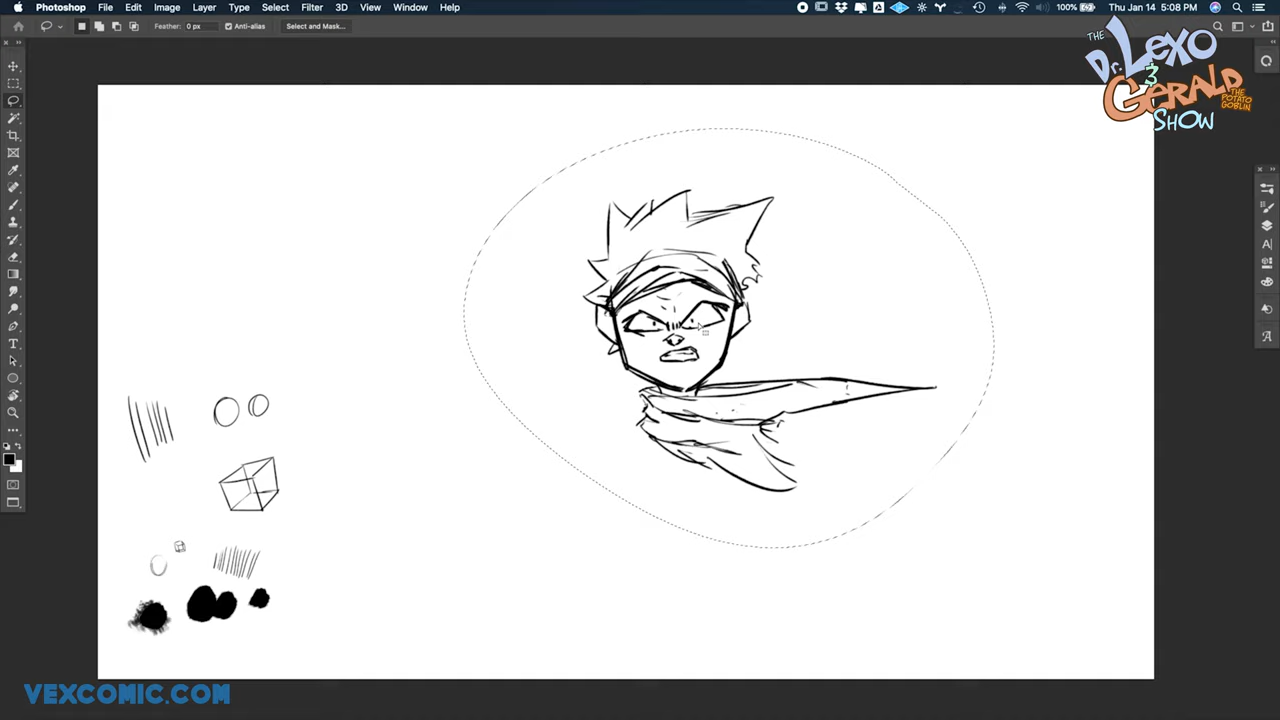 Photoshop File Edit Image Layer Type Select Filter 3D View Window Help
100% Thu Jan 14 5:08 PM
Feather: 0 px Anti-alias Select and Mask...
THE
Dr. Lexo
&
GERALD
THE POTATO GOBLIN
SHOW
VEXCOMIC.COM